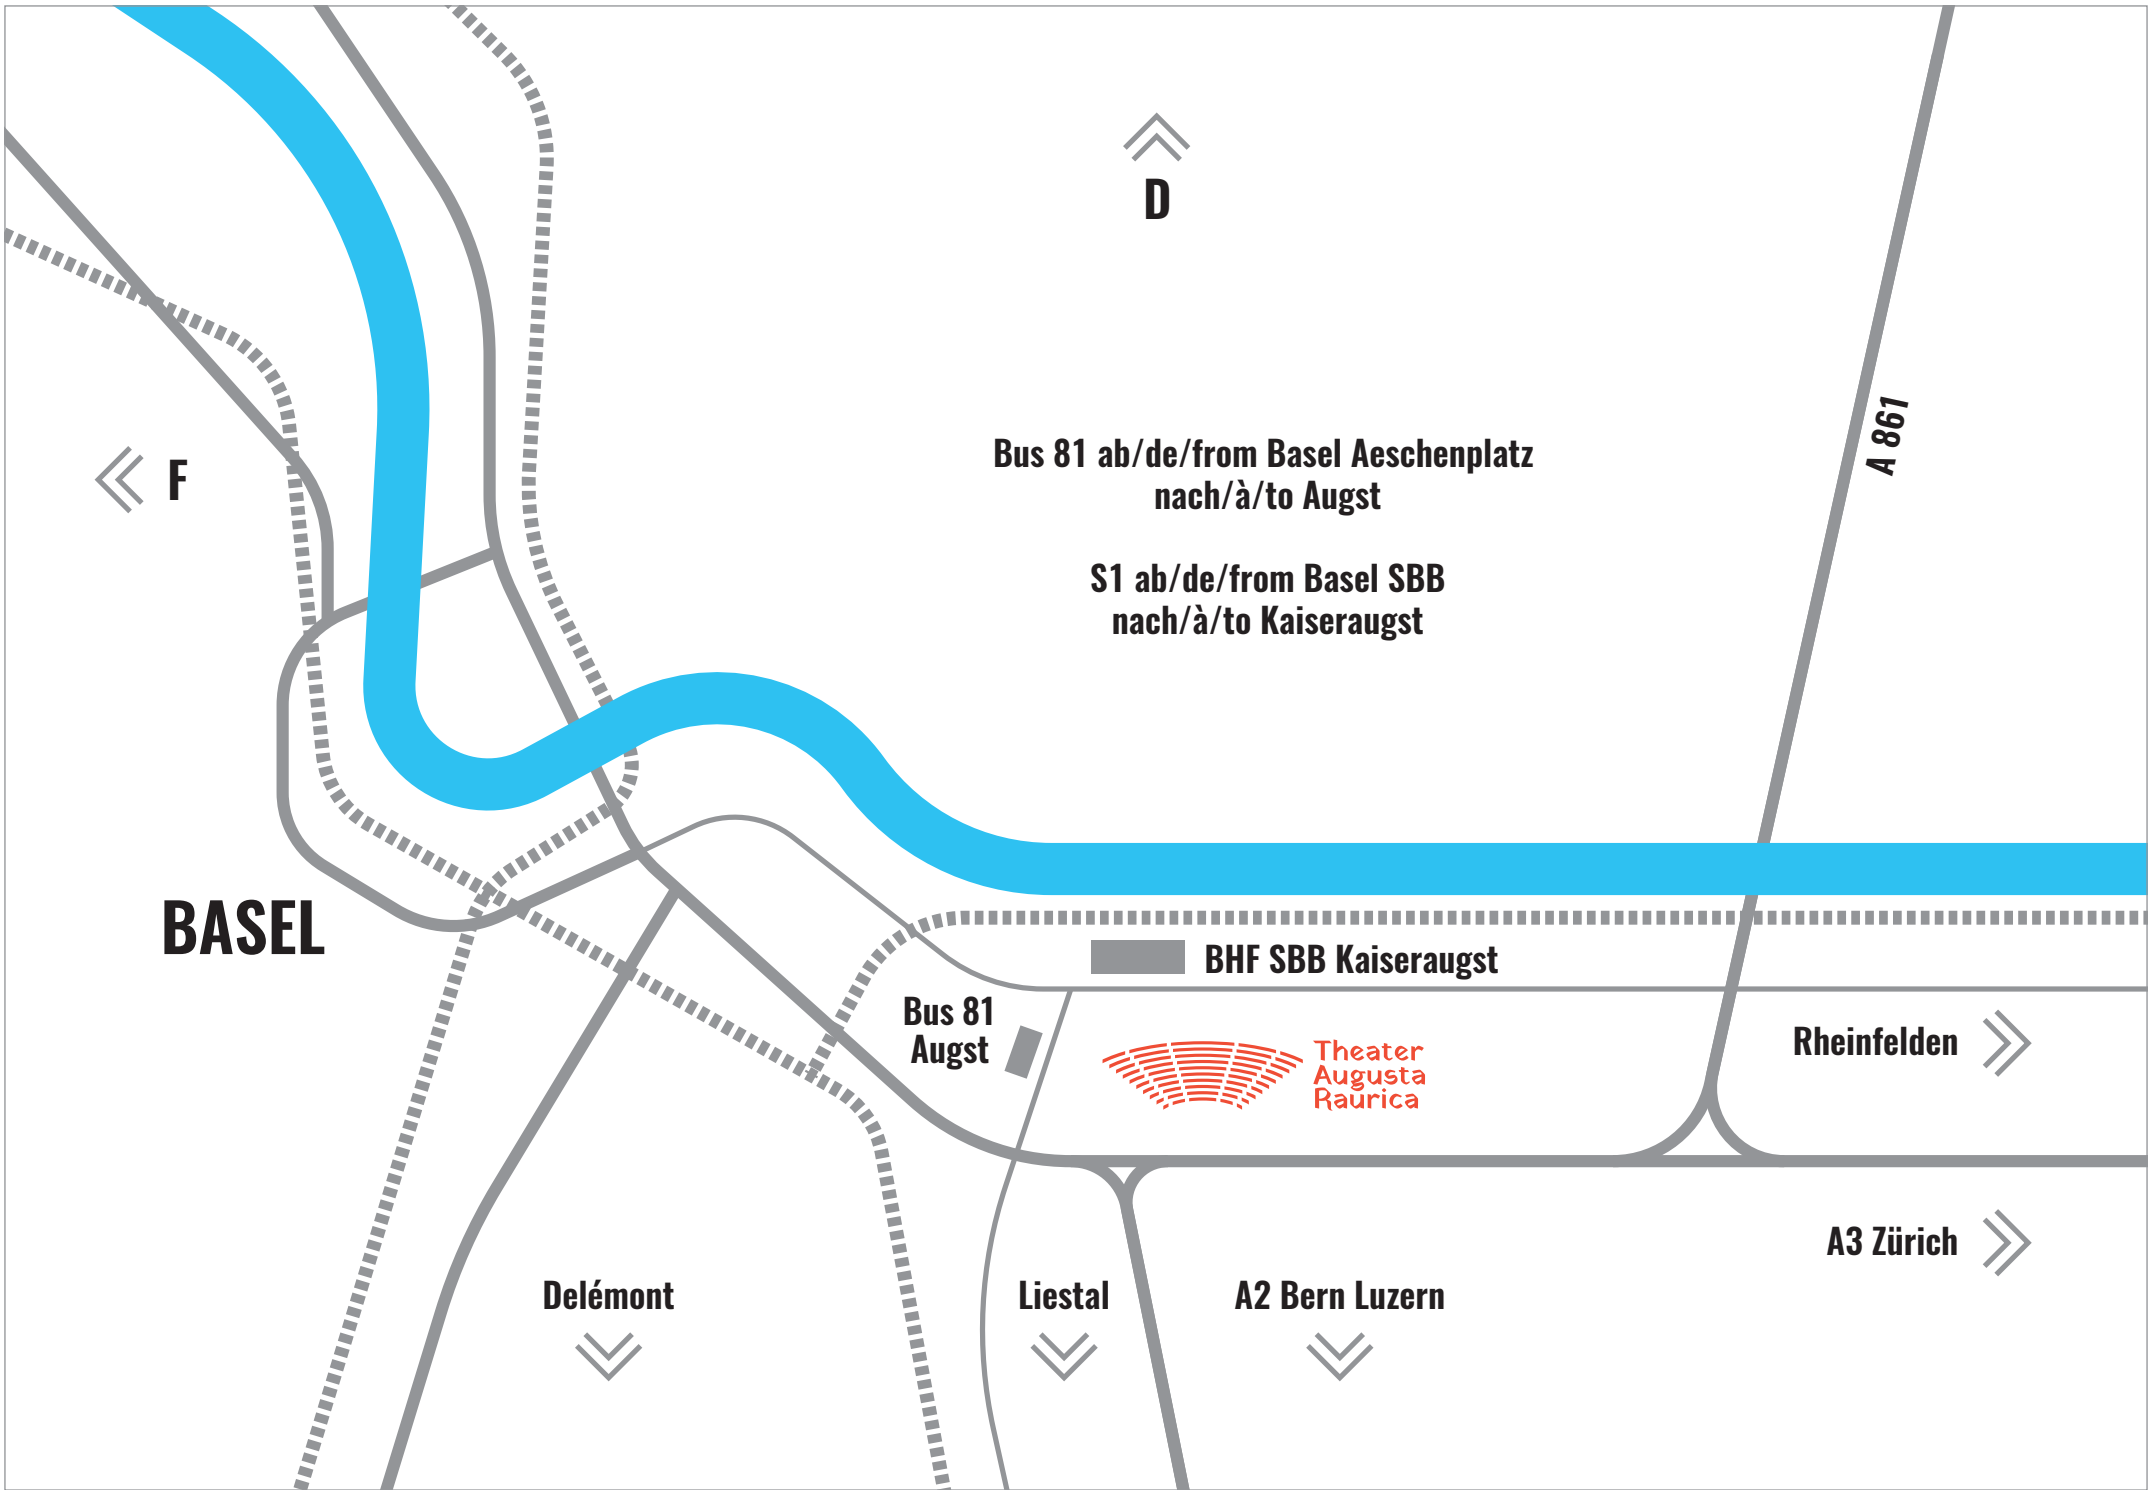 D
F
A 861
Bus 81 ab/de/from Basel Aeschenplatz
nach/à/to Augst
S1 ab/de/from Basel SBB
nach/à/to Kaiseraugst
BASEL
BHF SBB Kaiseraugst
Bus 81
Augst
Theater
Augusta
Raurica
Rheinfelden
A3 Zürich
Delémont
Liestal
A2 Bern Luzern